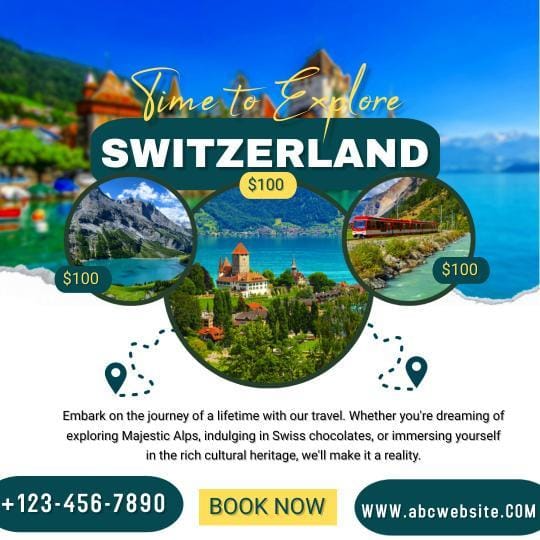 Time to Explore
SWITZERLAND
$100
$100
$100
Embark on the journey of a lifetime with our travel. Whether you're dreaming of
exploring Majestic Alps, indulging in Swiss chocolates, or immersing yourself
in the rich cultural heritage, we'll make it a reality.
+123-456-7890
BOOK NOW
www.abcwebsite.COM